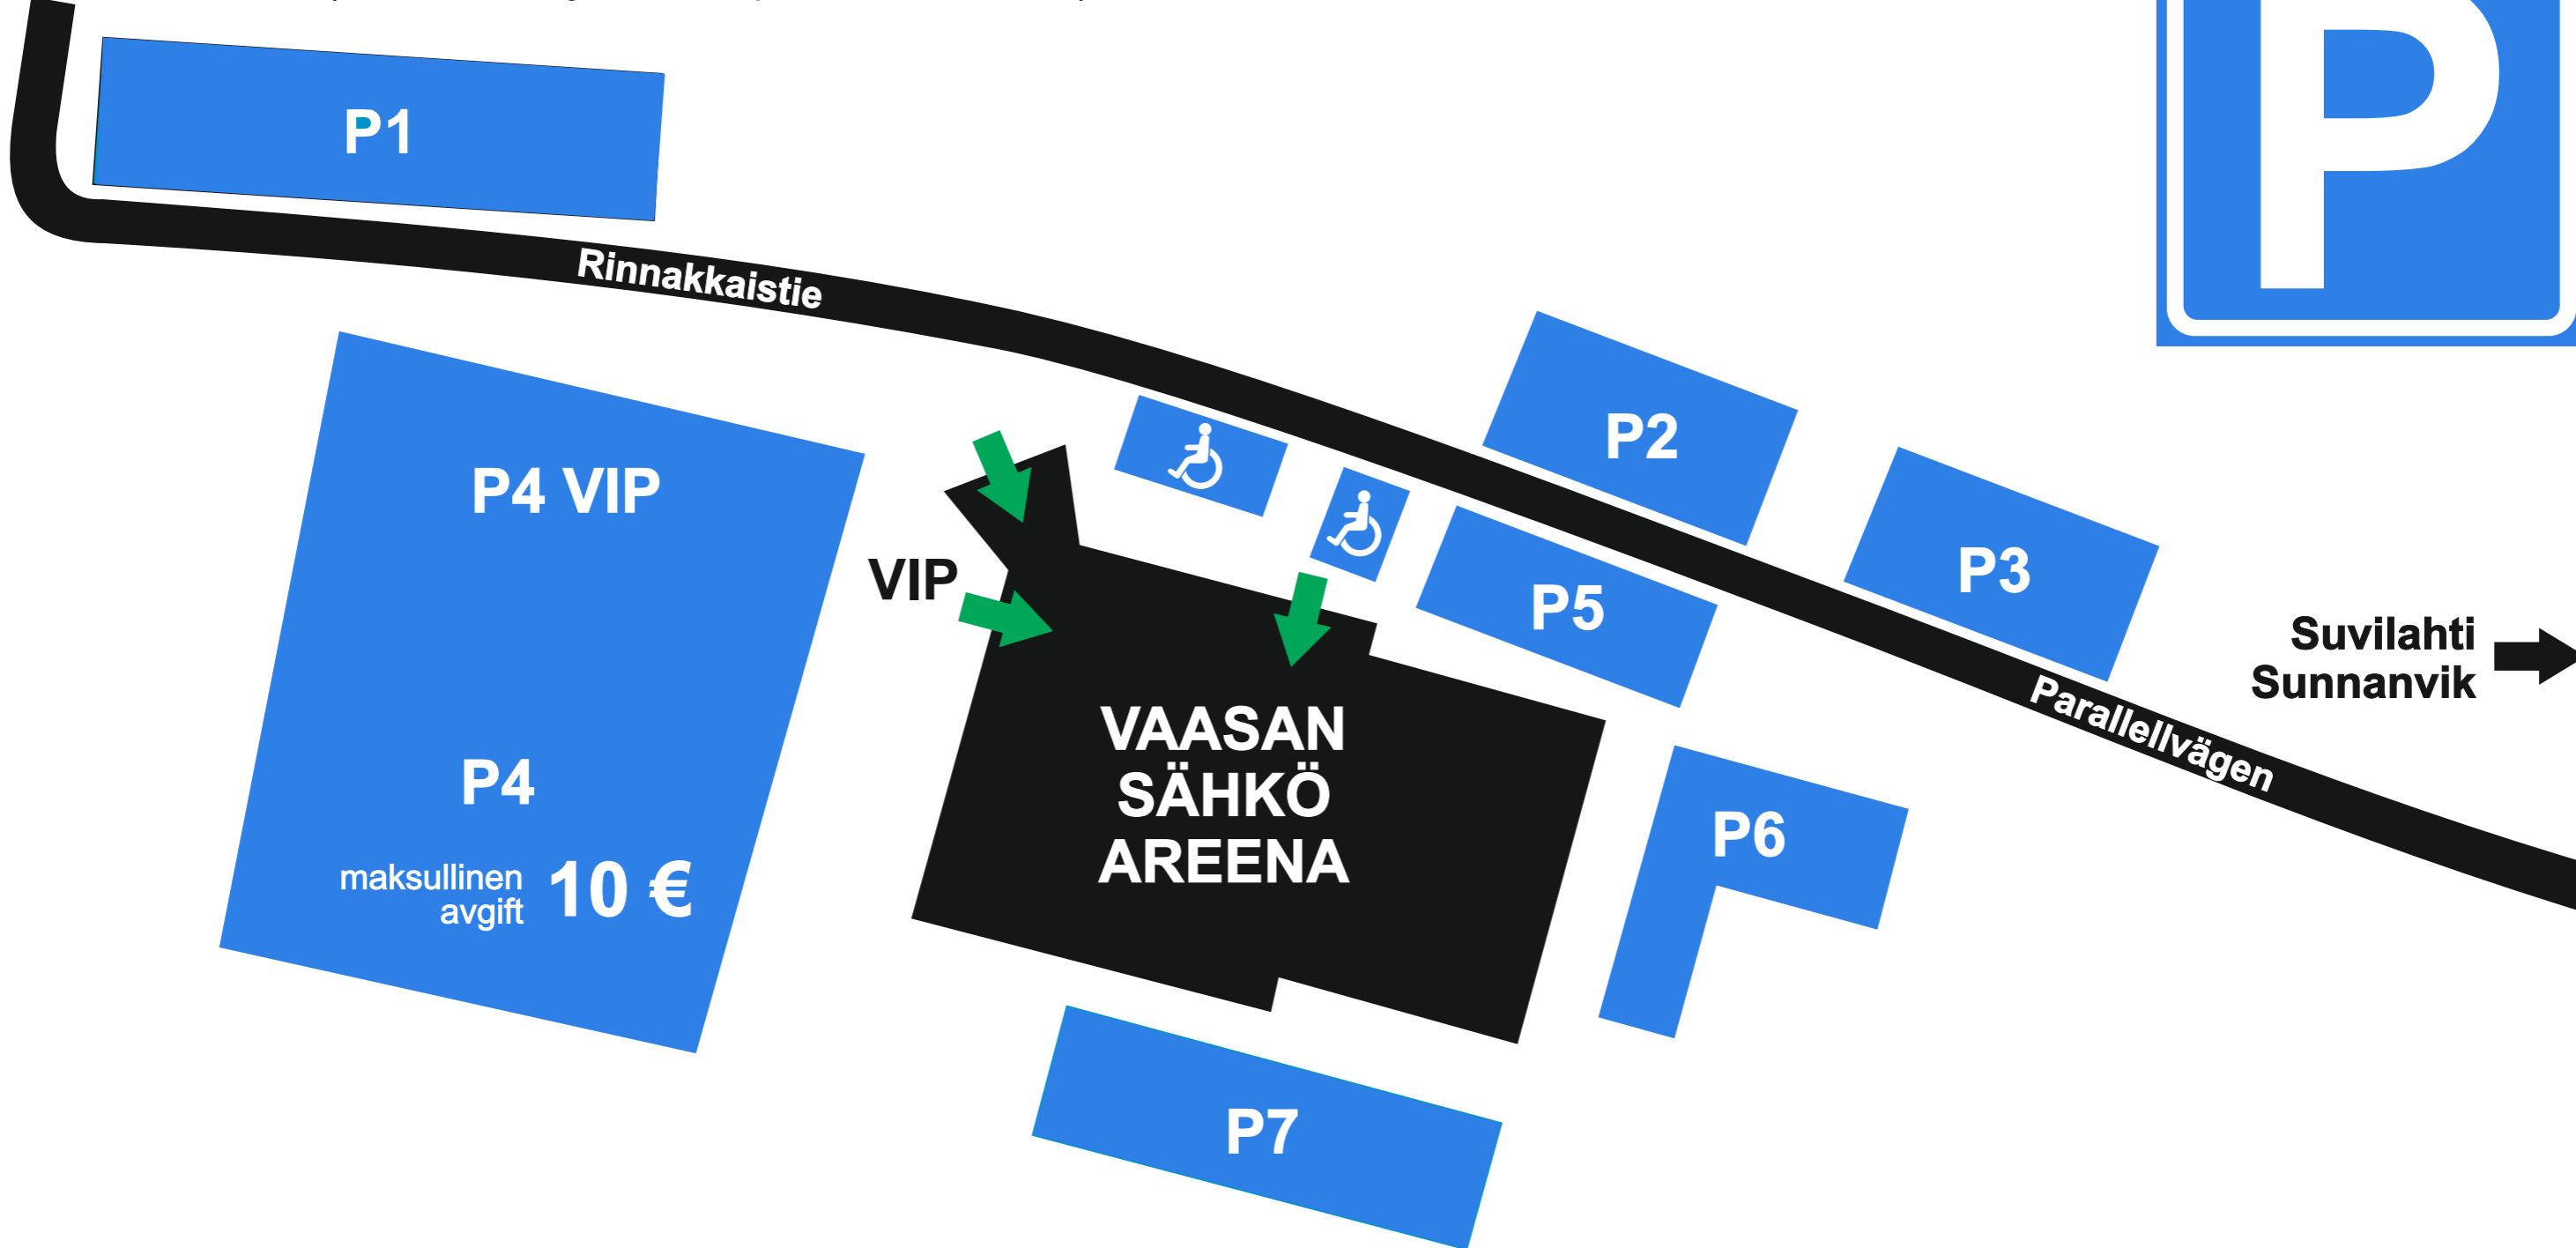 P
P1
Rinnakkaistie
P2
P3
P4 VIP
VIP
P5
Suvilahti
Sunnanvik
Parallellvägen
VAASAN
SÄHKÖ
AREENA
P4
maksullinen
avgift
10 €
P6
P7